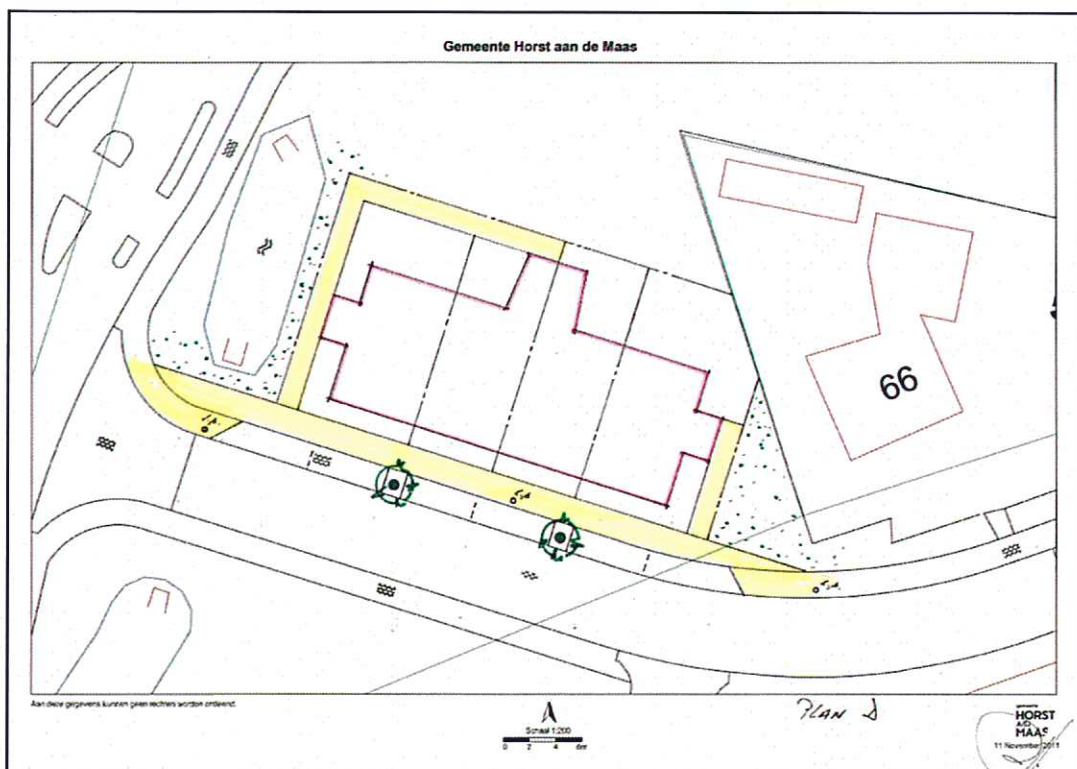 Gemeente Horst aan de Maas
66
Aan deze gegevens kunnen geen rechten worden ontleend.
Schaal 1:200
0 2 4 6m
PLAN D
gemeente
HORST
A/D
MAAS
11 November 2011